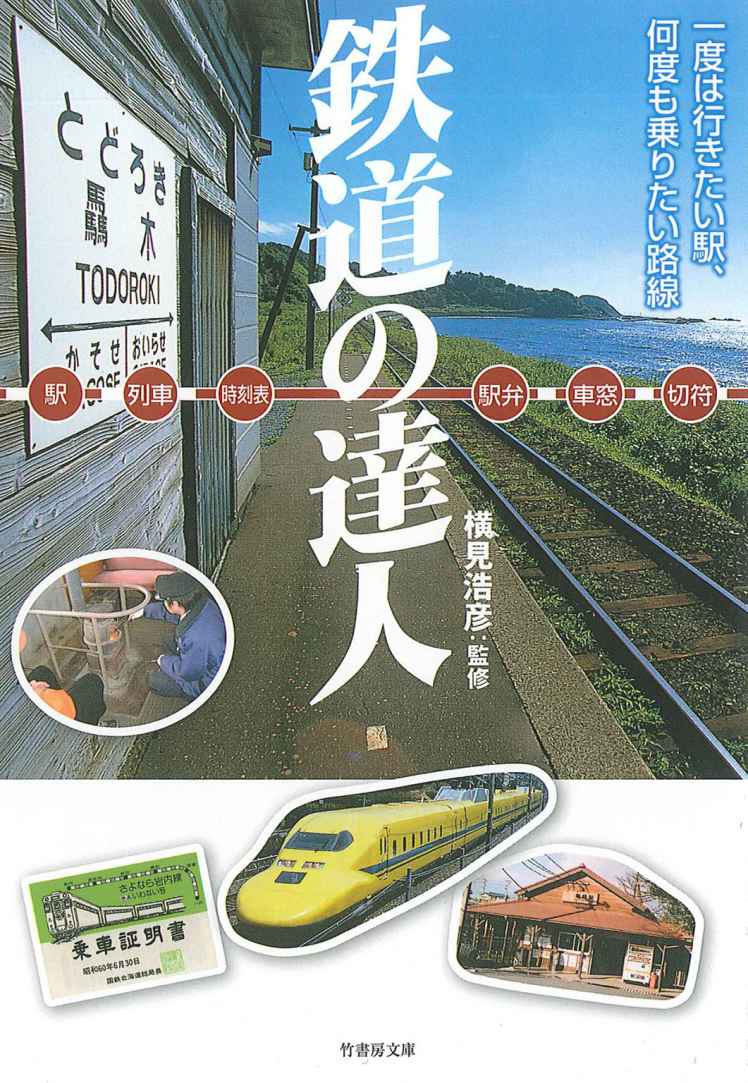 一度は行きたい駅、
何度も乗りたい路線
鉄道の達人
とどろき
驫木
TODOROKI
かそせ
おいらせ
駅
列車
時刻表
駅弁
車窓
切符
横見浩彦：監修
さよなら岩内線
乗車証明書
昭和60年6月30日
国鉄北海道総局長
竹書房文庫